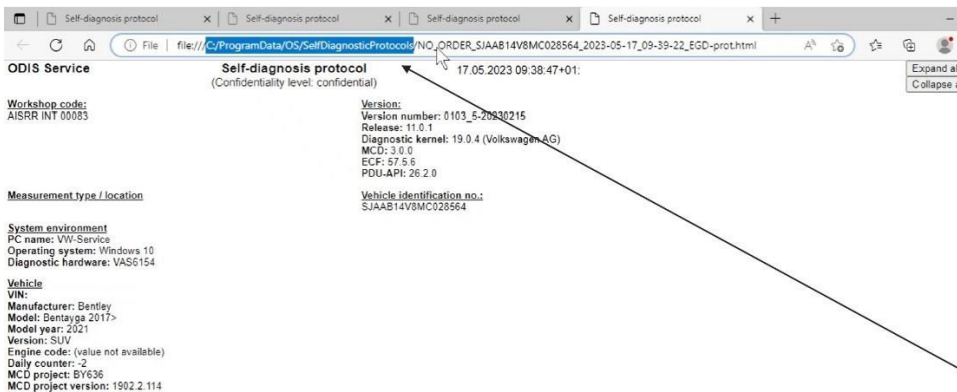 Self-diagnosis protocol
Self-diagnosis protocol
Self-diagnosis protocol
Self-diagnosis protocol
File
file:///C:/ProgramData/OS/SelfDiagnosticProtocols/NO_ORDER_SJAAB14V8MC028564_2023-05-17_09-39-22_EGD-prot.html
ODIS Service
Self-diagnosis protocol
(Confidentiality level: confidential)
17.05.2023 09:38:47+01:
Expand al
Collapse a
Workshop code:
AISRR INT 00083
Version:
Version number: 0103_5-20230215
Release: 11.0.1
Diagnostic kernel: 19.0.4 (Volkswagen AG)
MCD: 3.0.0
ECF: 57.5.6
PDU-API: 26.2.0
Measurement type / location
Vehicle identification no.:
SJAAB14V8MC028564
System environment
PC name: VW-Service
Operating system: Windows 10
Diagnostic hardware: VAS6154
Vehicle
VIN:
Manufacturer: Bentley
Model: Bentayga 2017>
Model year: 2021
Version: SUV
Engine code: (value not available)
Daily counter: -2
MCD project: BY636
MCD project version: 1902.2.114